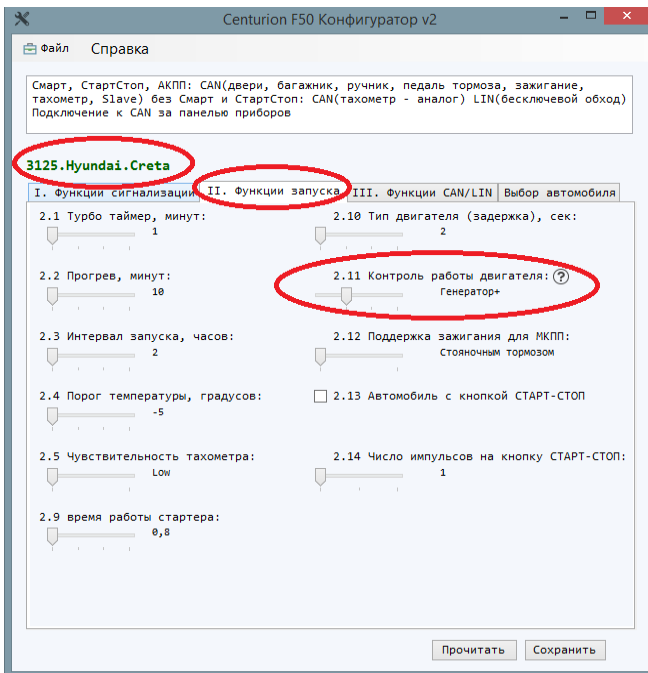 Centurion F50 Конфигуратор v2
Файл Справка
Смарт, СтартСтоп, АКПП: CAN(двери, багажник, ручник, педаль тормоза, зажигание,
тахометр, Slave) без Смарт и СтартСтоп: CAN(тахометр - аналог) LIN(бесключевой обход)
Подключение к CAN за панелью приборов
3125.Hyundai.Creta
I. Функции сигнализации II. Функции запуска III. Функции CAN/LIN Выбор автомобиля
2.1 Турбо таймер, минут:
1
2.2 Прогрев, минут:
10
2.3 Интервал запуска, часов:
2
2.4 Порог температуры, градусов:
-5
2.5 Чувствительность тахометра:
Low
2.9 время работы стартера:
0,8
2.10 Тип двигателя (задержка), сек:
2
2.11 Контроль работы двигателя: ?
Генератор+
2.12 Поддержка зажигания для МКПП:
Стояночным тормозом
2.13 Автомобиль с кнопкой СТАРТ-СТОП
2.14 Число импульсов на кнопку СТАРТ-СТОП:
1
Прочитать Сохранить